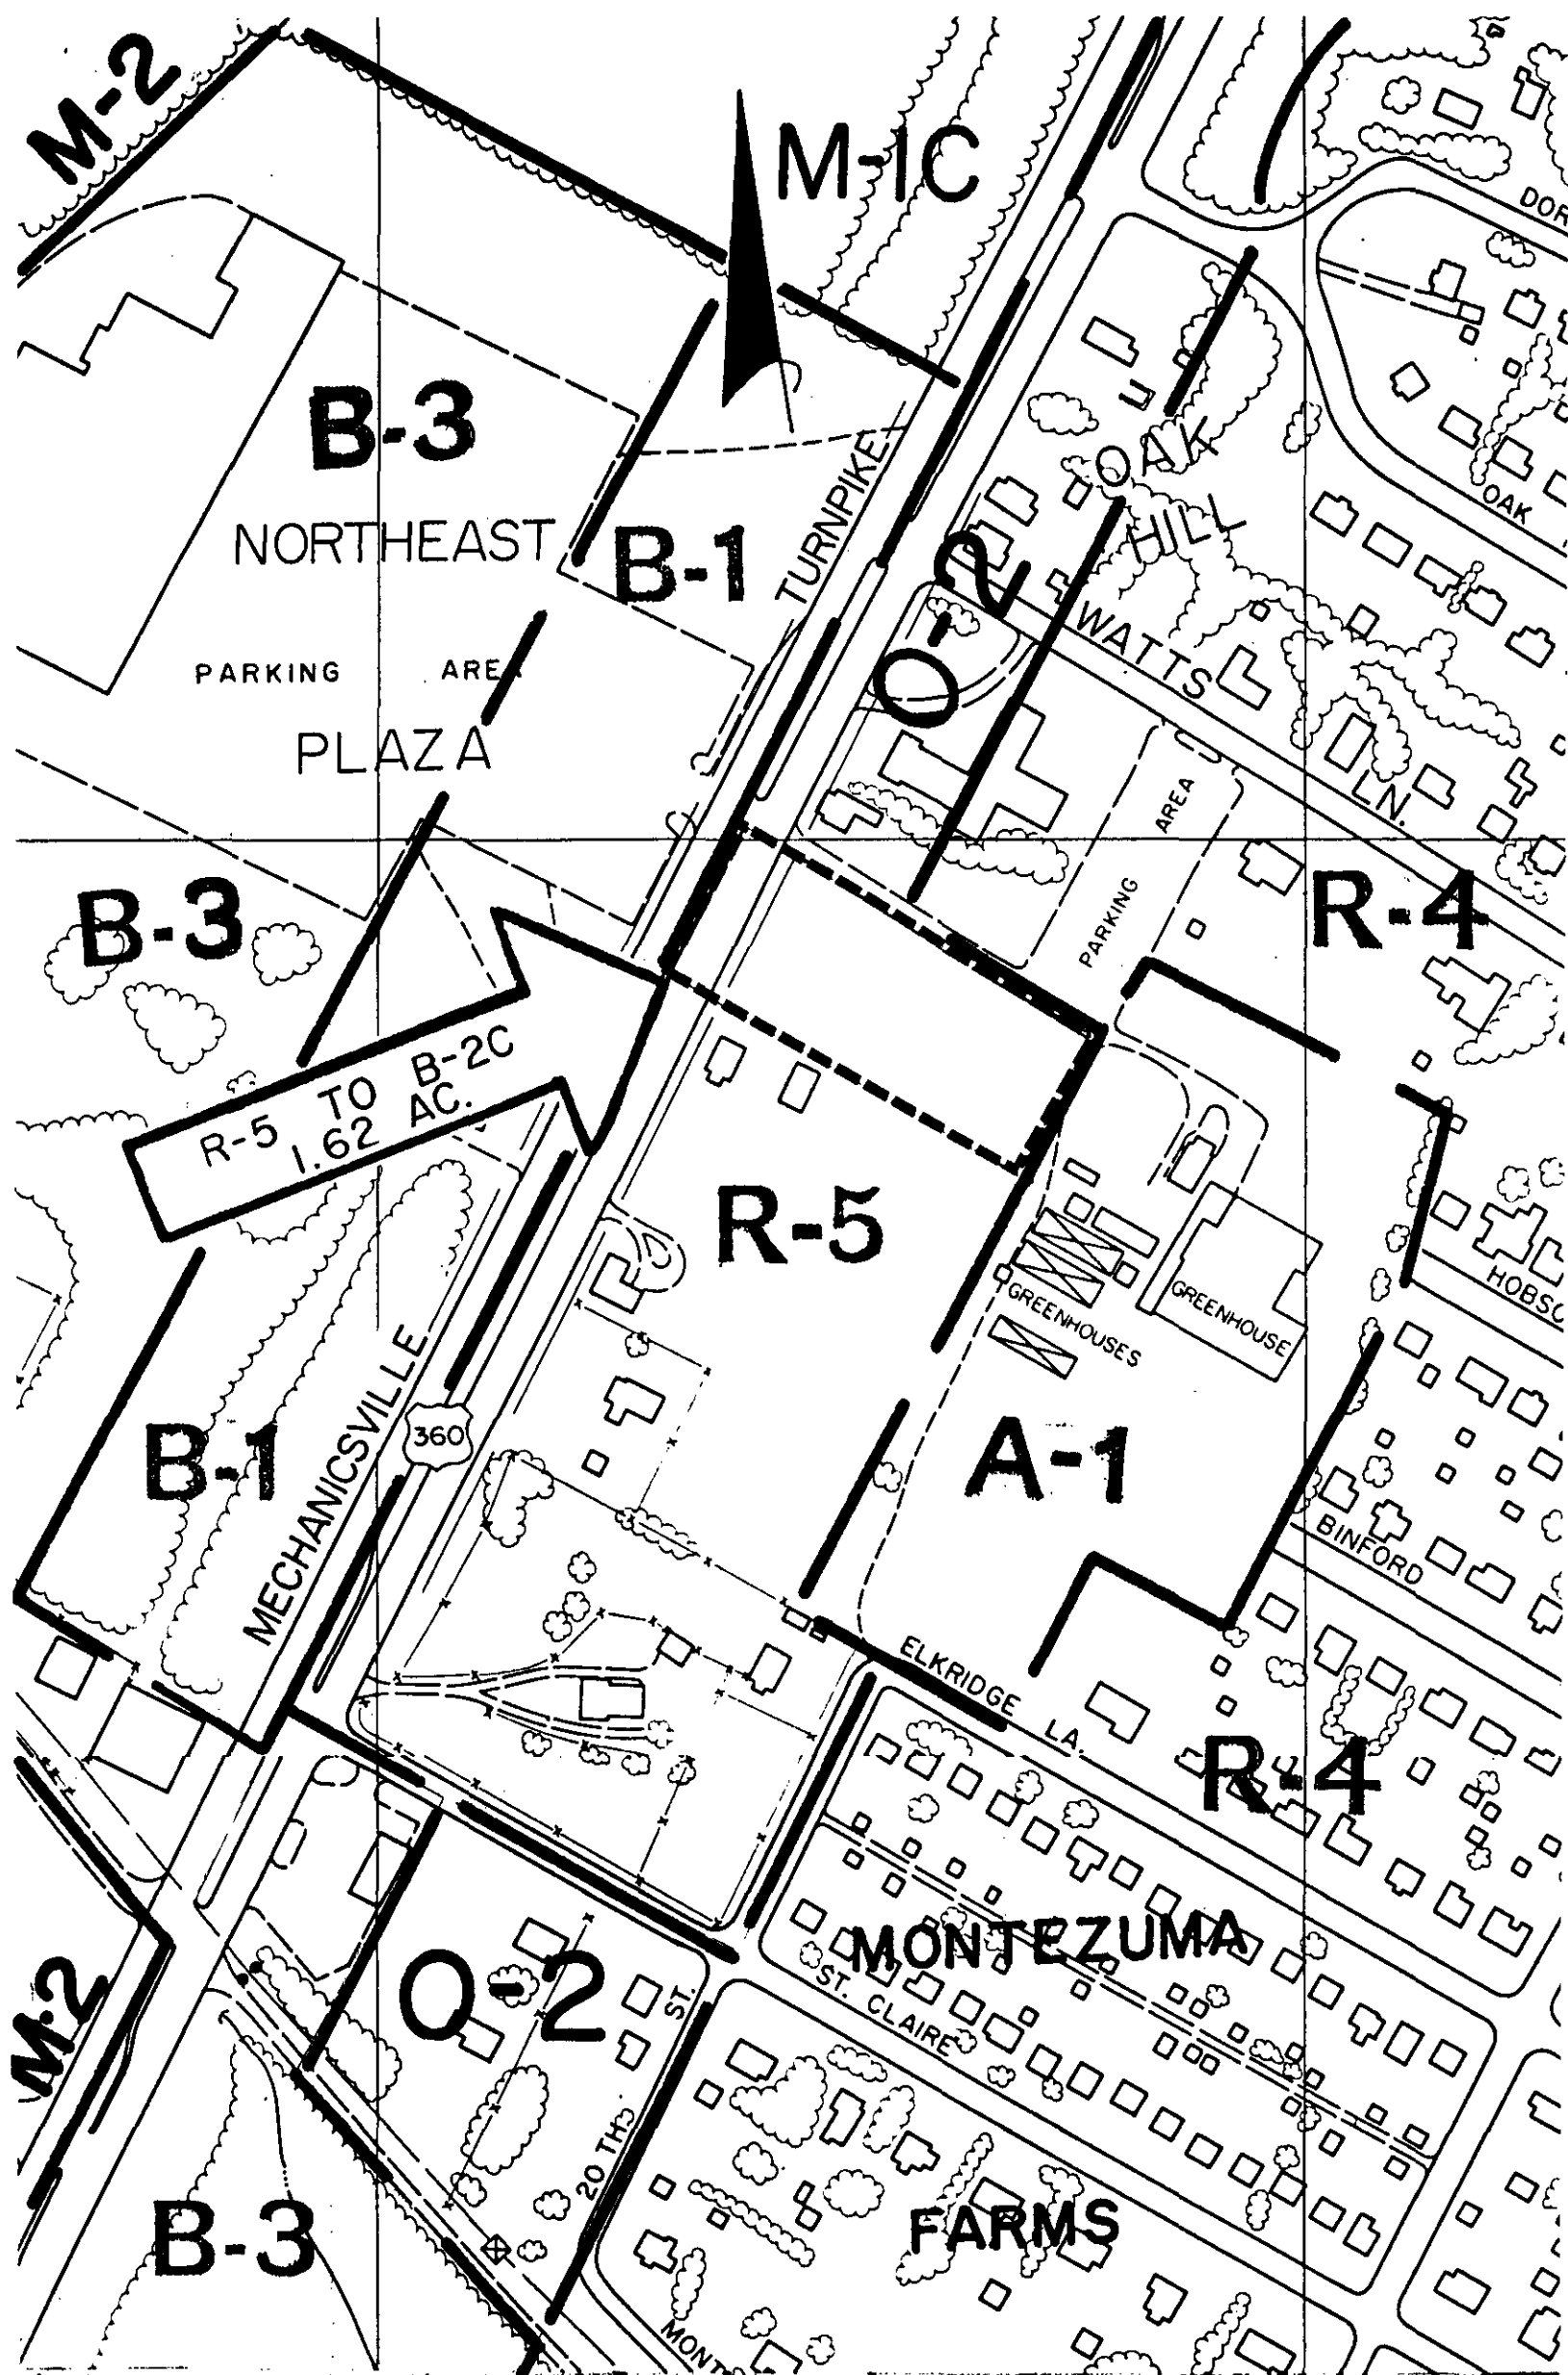 M-2
M-1C
DOR
B-3
NORTHEAST
B-1
TURNPIKE
OAK
HILL
OAK
O-2
WATTS
LN.
PARKING AREA
PLAZA
PARKING AREA
B-3
R-4
R-5 TO B-2C
1.62 AC.
R-5
GREENHOUSES
GREENHOUSE
HOBSO
B-1
MECHANICSVILLE
360
A-1
BINFORD
ELKRIDGE LA.
R-4
MONTEZUMA
ST. CLAIRE
M-2
O-2
ST.
20 TH
B-3
FARMS
MONT